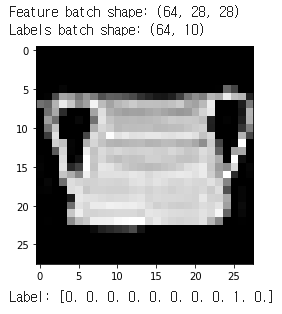 Feature batch shape: (64, 28, 28)
Labels batch shape: (64, 10)
0
5
10
15
20
25
0 5 10 15 20 25
Label: [0. 0. 0. 0. 0. 0. 0. 0. 1. 0.]